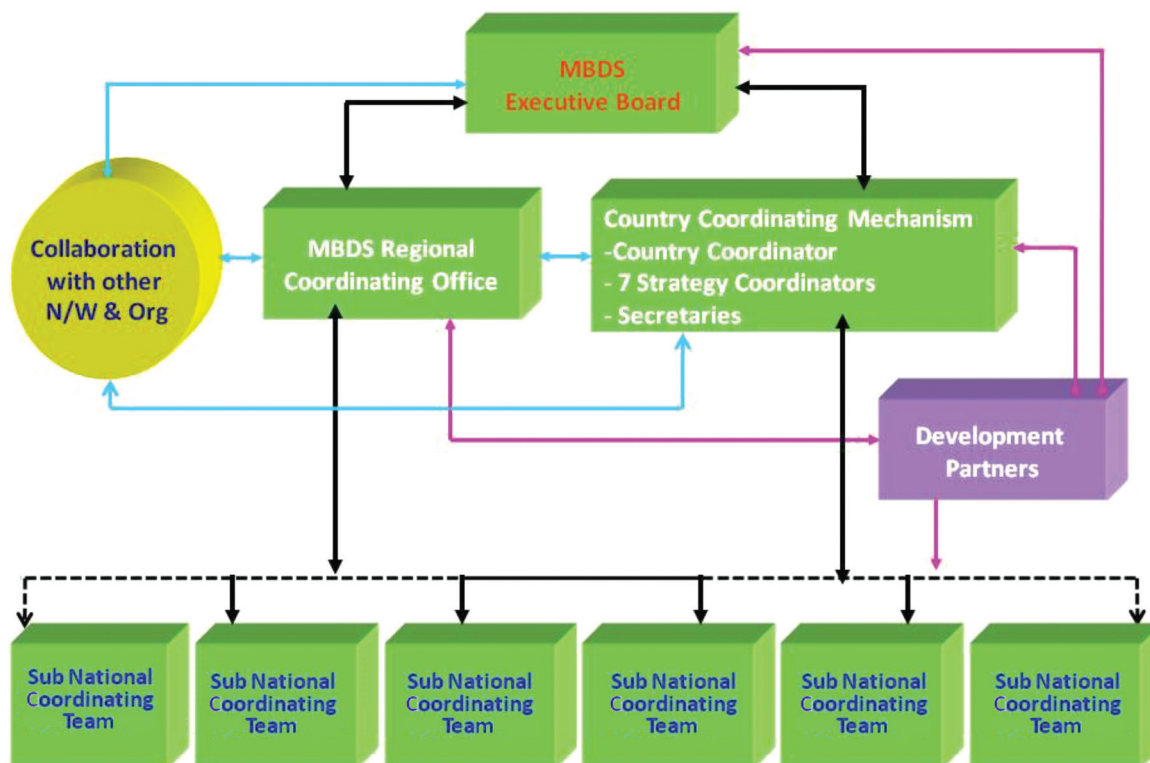 MBDS
Executive Board
Collaboration
with other
N/W & Org
MBDS Regional
Coordinating Office
Country Coordinating Mechanism
-Country Coordinator
- 7 Strategy Coordinators
- Secretaries
Development
Partners
Sub National
Coordinating
Team
Sub National
Coordinating
Team
Sub National
Coordinating
Team
Sub National
Coordinating
Team
Sub National
Coordinating
Team
Sub National
Coordinating
Team